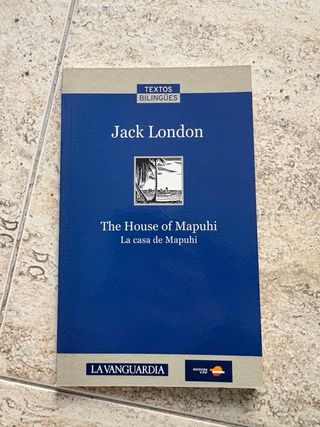 TEXTOS
BILINGÜES
Jack London
The House of Mapuhi
La casa de Mapuhi
LA VANGUARDIA